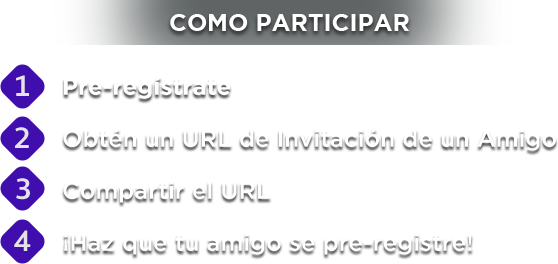 COMO PARTICIPAR
1 Pre-regístrate
2 Obtén un URL de Invitación de un Amigo
3 Compartir el URL
4 ¡Haz que tu amigo se pre-registre!